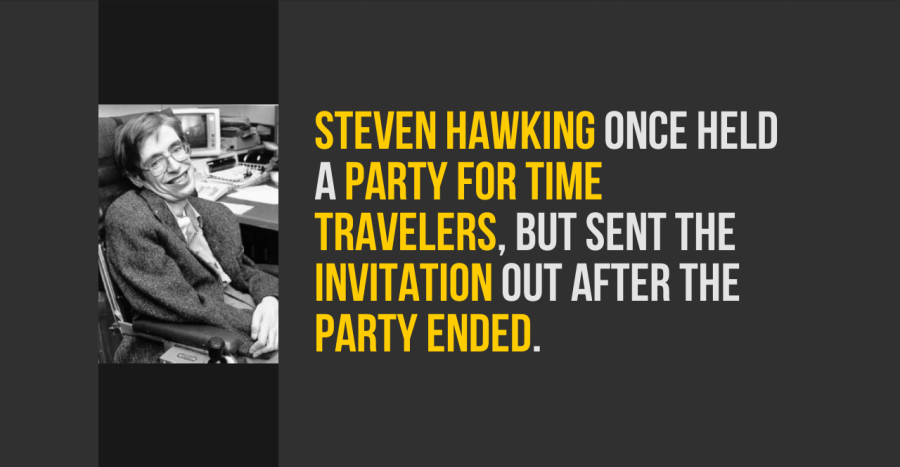 STEVEN HAWKING ONCE HELD
A PARTY FOR TIME
TRAVELERS, BUT SENT THE
INVITATION OUT AFTER THE
PARTY ENDED.